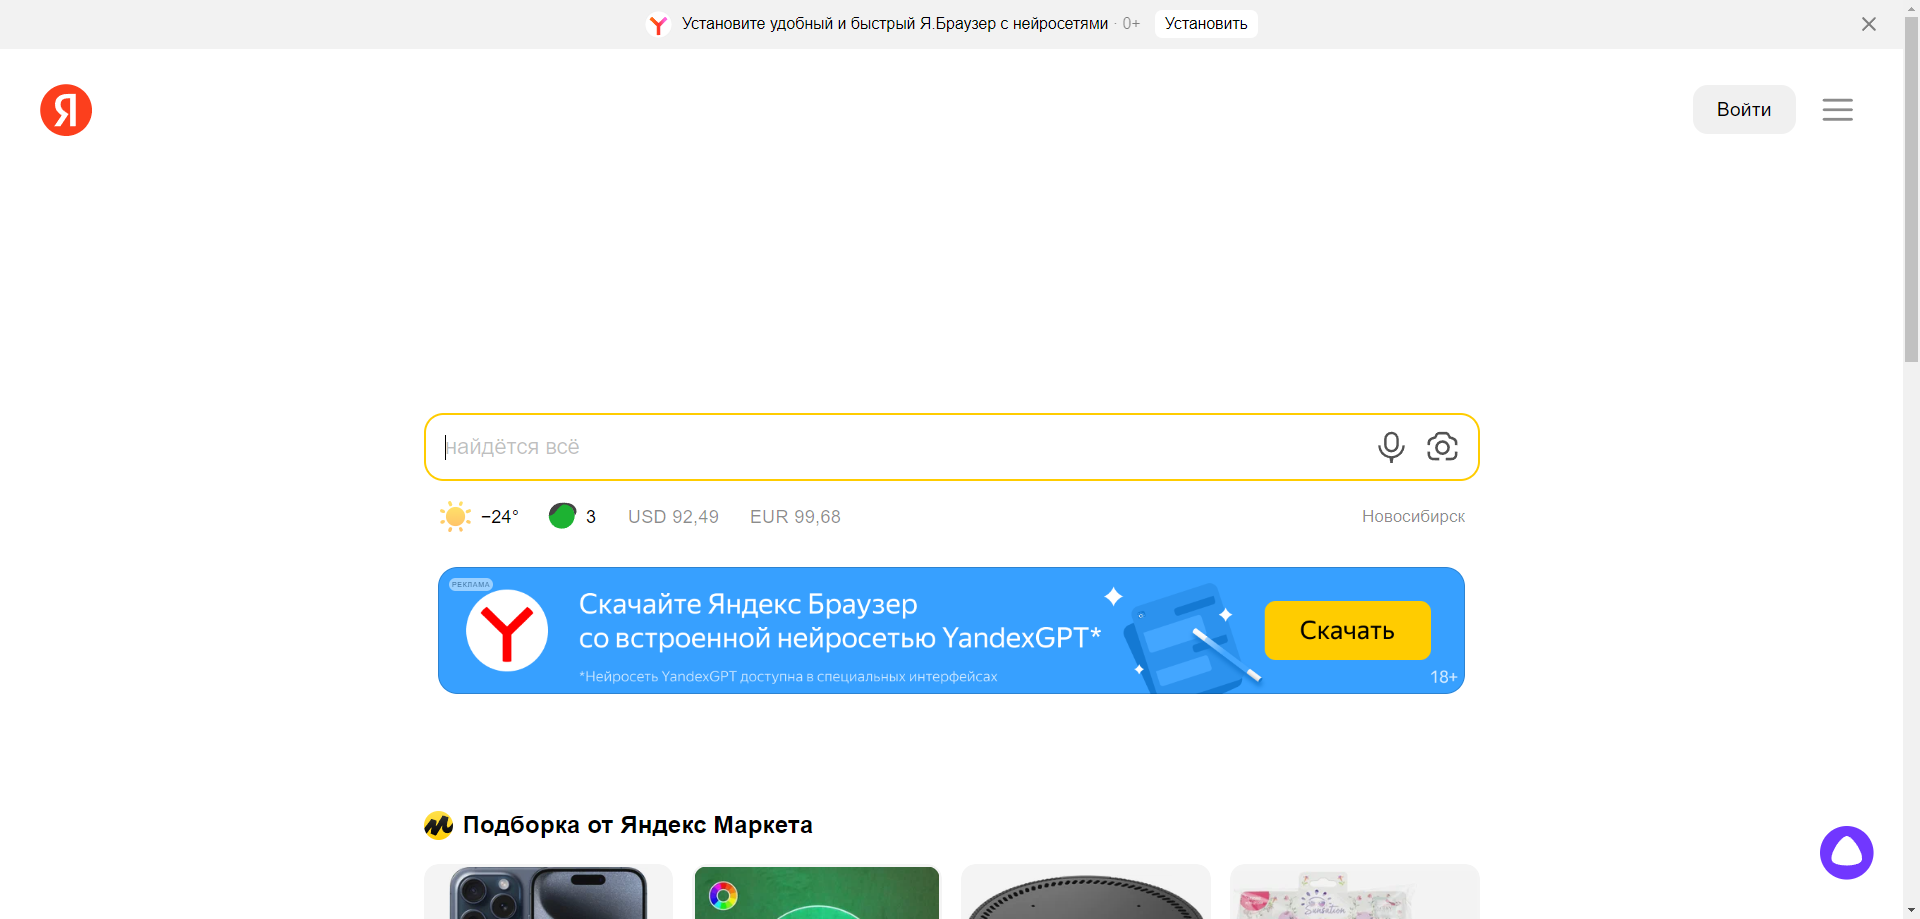 Установите удобный и быстрый Я.Браузер с нейросетями · 0+ Установить
Я
Войти
найдётся всё
−24° 3 USD 92,49 EUR 99,68 Новосибирск
РЕКЛАМА
Скачайте Яндекс Браузер
со встроенной нейросетью YandexGPT*
*Нейросеть YandexGPT доступна в специальных интерфейсах
Скачать
18+
Подборка от Яндекс Маркета
Sensation